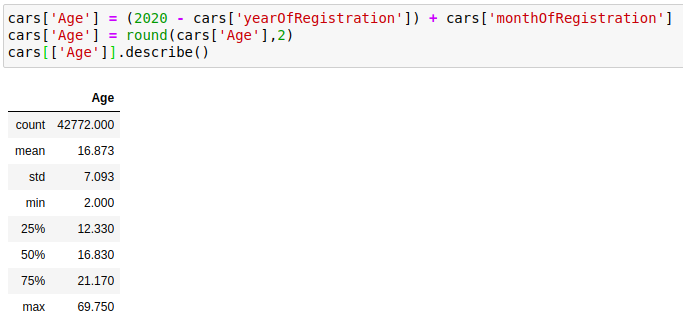 cars['Age'] = (2020 - cars['yearOfRegistration']) + cars['monthOfRegistration']
cars['Age'] = round(cars['Age'],2)
cars[['Age']].describe()
Age
count 42772.000
mean 16.873
std 7.093
min 2.000
25% 12.330
50% 16.830
75% 21.170
max 69.750